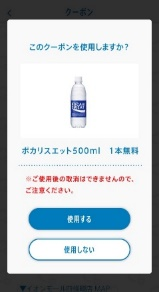 クーポン
このクーポンを使用しますか?
POCARI
SWEAT
ポカリスエット500ml 1本無料
※ご使用後の取消はできませんので、
ご注意ください。
使用する
使用しない